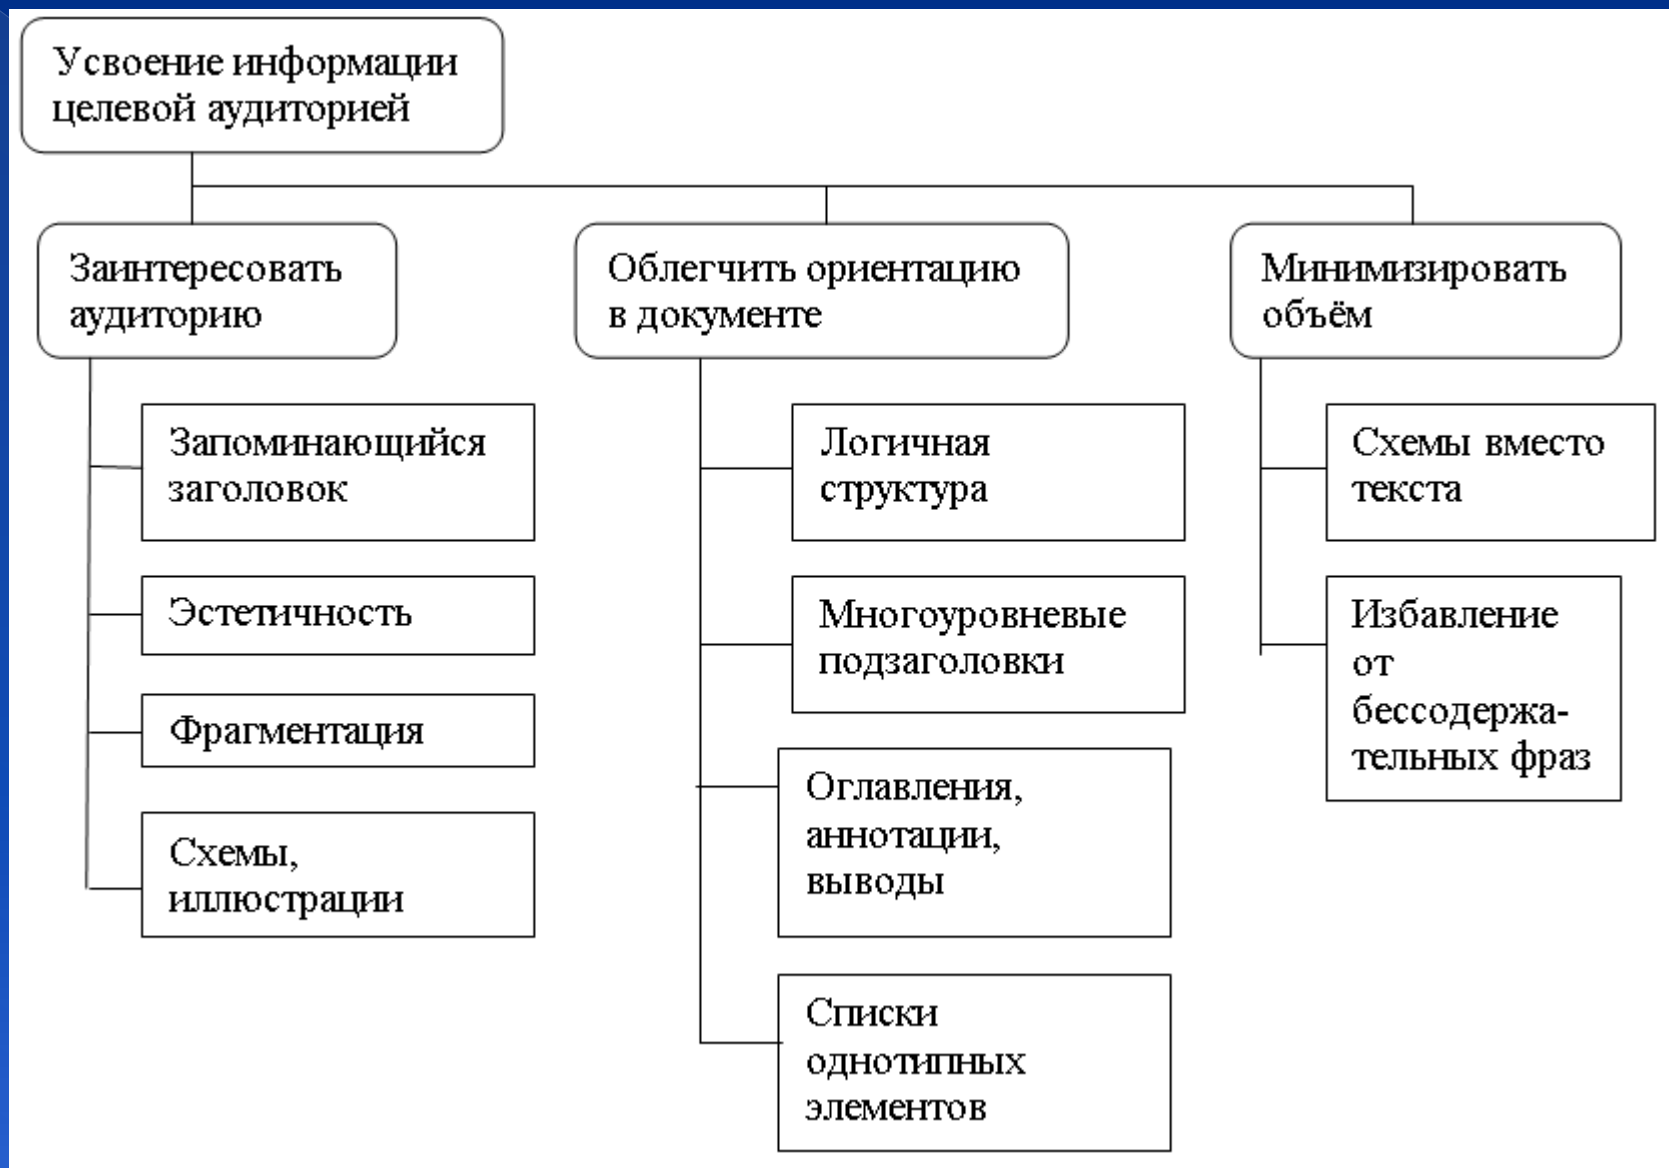 Усвоение информации
целевой аудиторией
Заинтересовать
аудиторию
Запоминающийся
заголовок
Эстетичность
Фрагментация
Схемы,
иллюстрации
Облегчить ориентацию
в документе
Логичная
структура
Многоуровневые
подзаголовки
Оглавления,
аннотации,
выводы
Списки
однотипных
элементов
Минимизировать
объём
Схемы вместо
текста
Избавление
от
бессодержа-
тельных фраз